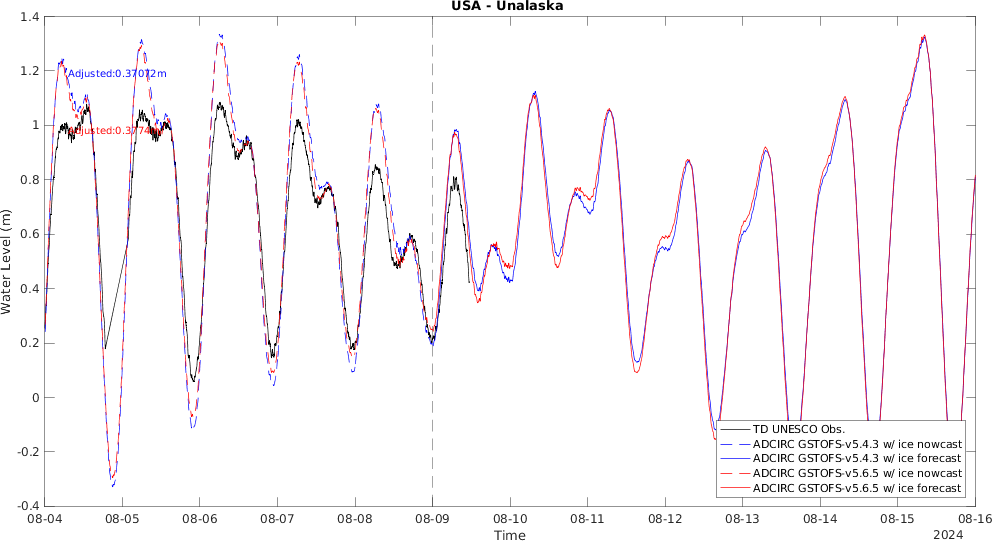 USA - Unalaska
Water Level (m)
1.4
1.2
1
0.8
0.6
0.4
0.2
0
-0.2
-0.4
Adjusted:0.37072m
Adjusted:0.3774
TD UNESCO Obs.
ADCIRC GSTOFS-v5.4.3 w/ ice nowcast
ADCIRC GSTOFS-v5.4.3 w/ ice forecast
ADCIRC GSTOFS-v5.6.5 w/ ice nowcast
ADCIRC GSTOFS-v5.6.5 w/ ice forecast
08-04 08-05 08-06 08-07 08-08 08-09 08-10 08-11 08-12 08-13 08-14 08-15 08-16
Time
2024